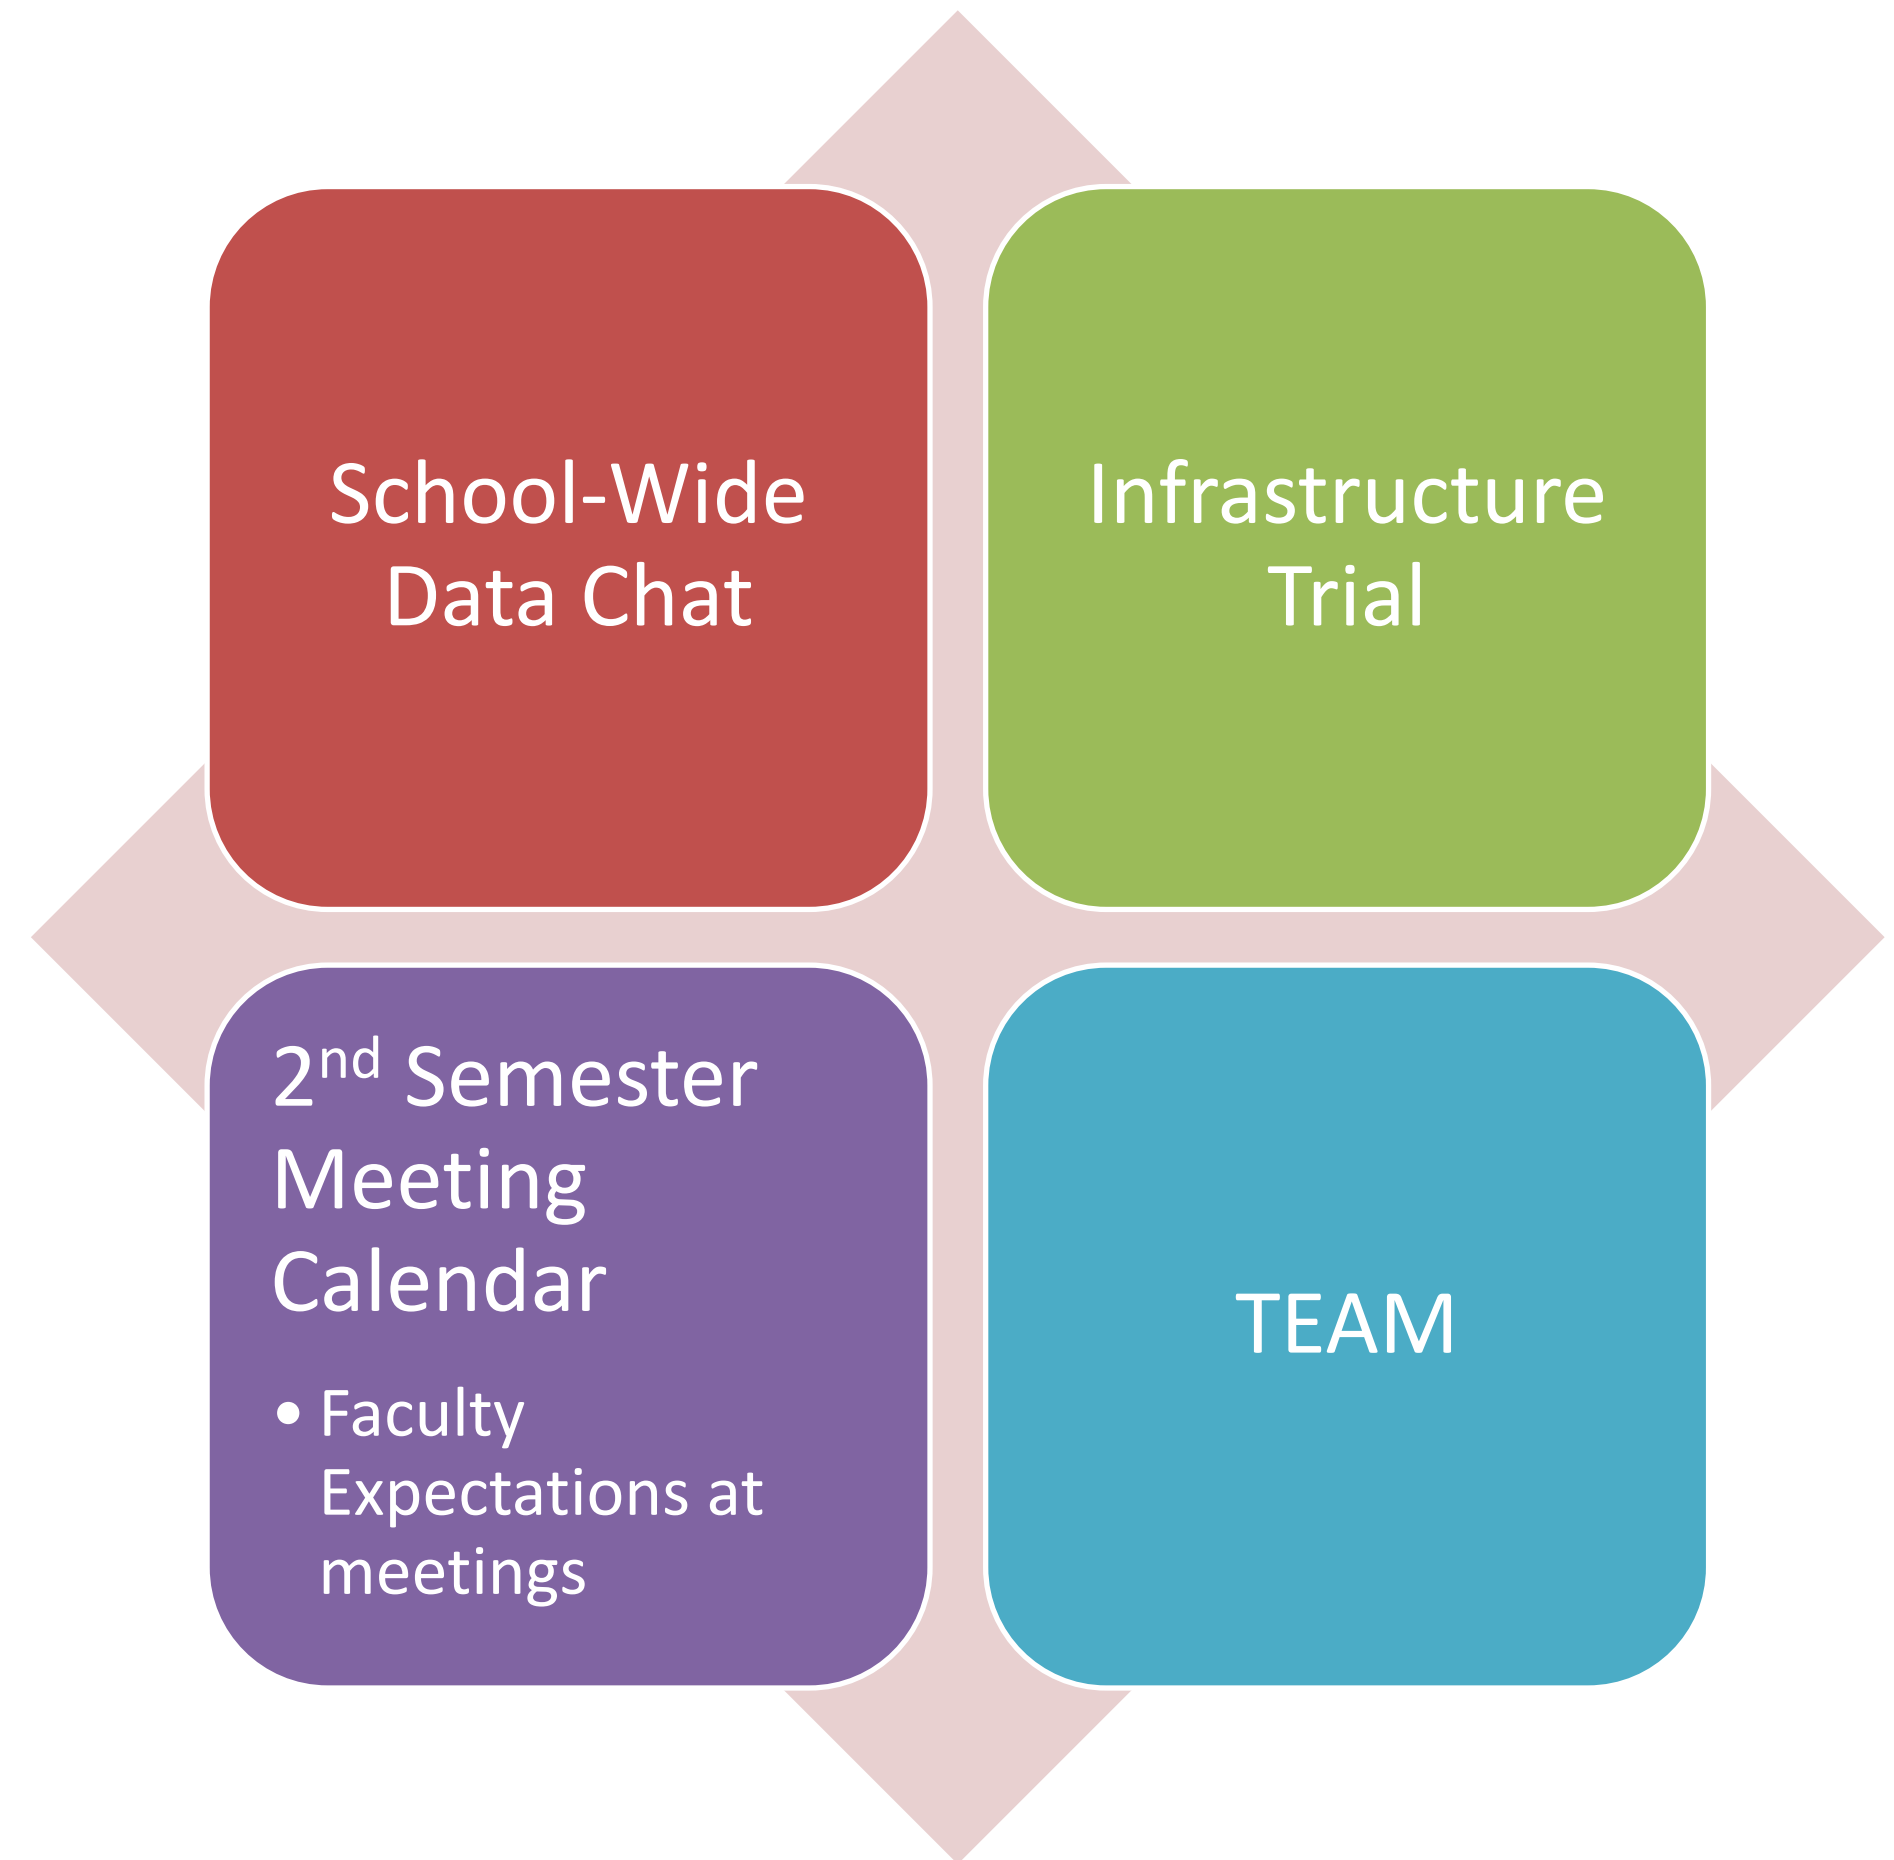 School-Wide
Data Chat
Infrastructure
Trial
2nd Semester
Meeting
Calendar
• Faculty
Expectations at
meetings
TEAM